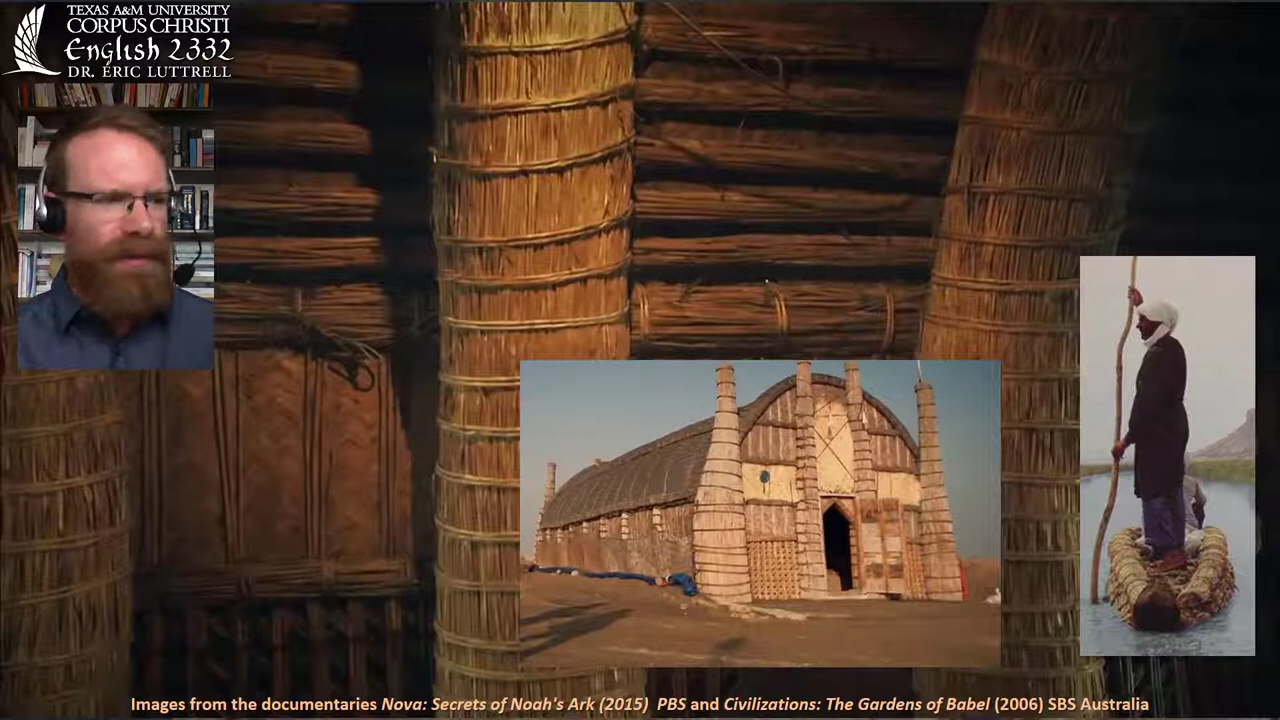 TEXAS A&M UNIVERSITY
CORPUS CHRISTI
English 2332
DR. ERIC LUTTRELL
Images from the documentaries Nova: Secrets of Noah's Ark (2015)  PBS and Civilizations: The Gardens of Babel (2006) SBS Australia